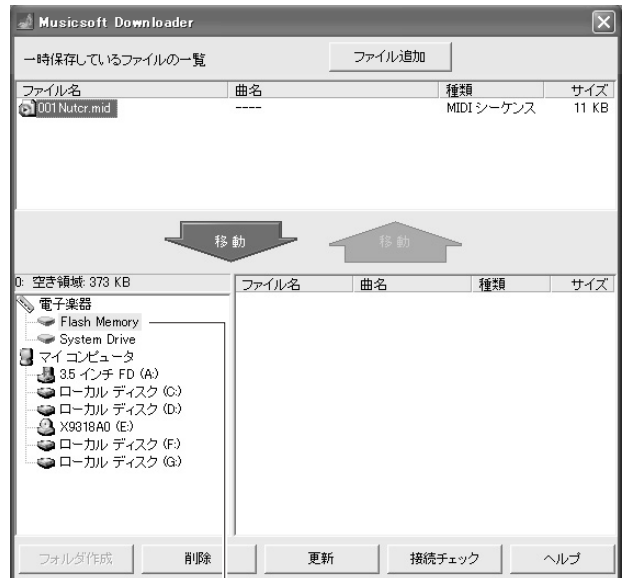 Musicsoft Downloader
一時保存しているファイルの一覧
ファイル追加
ファイル名 曲名 種類 サイズ
001Nutcr.mid ---- MIDI シーケンス 11 KB
移動 移動
0: 空き領域: 373 KB
ファイル名 曲名 種類 サイズ
電子楽器
Flash Memory
System Drive
マイ コンピュータ
3.5 インチ FD (A:)
ローカル ディスク (C:)
ローカル ディスク (D:)
X9318A0 (E:)
ローカル ディスク (F:)
ローカル ディスク (G:)
フォルダ作成 削除 更新 接続チェック ヘルプ